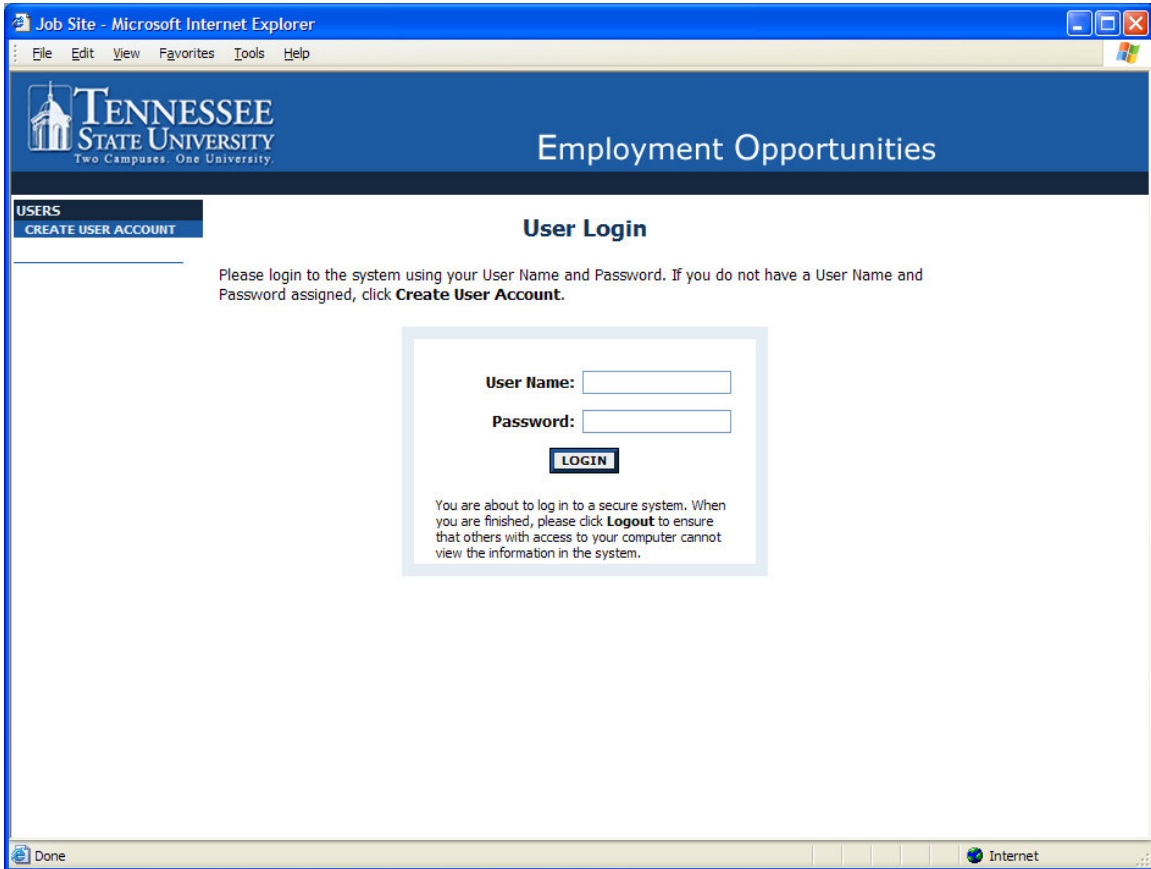 Job Site - Microsoft Internet Explorer
File Edit View Favorites Tools Help
TENNESSEE
STATE UNIVERSITY
Two Campuses. One University.
Employment Opportunities
USERS
CREATE USER ACCOUNT
User Login
Please login to the system using your User Name and Password. If you do not have a User Name and
Password assigned, click Create User Account.
User Name:
Password:
LOGIN
You are about to log in to a secure system. When
you are finished, please click Logout to ensure
that others with access to your computer cannot
view the information in the system.
Done
Internet